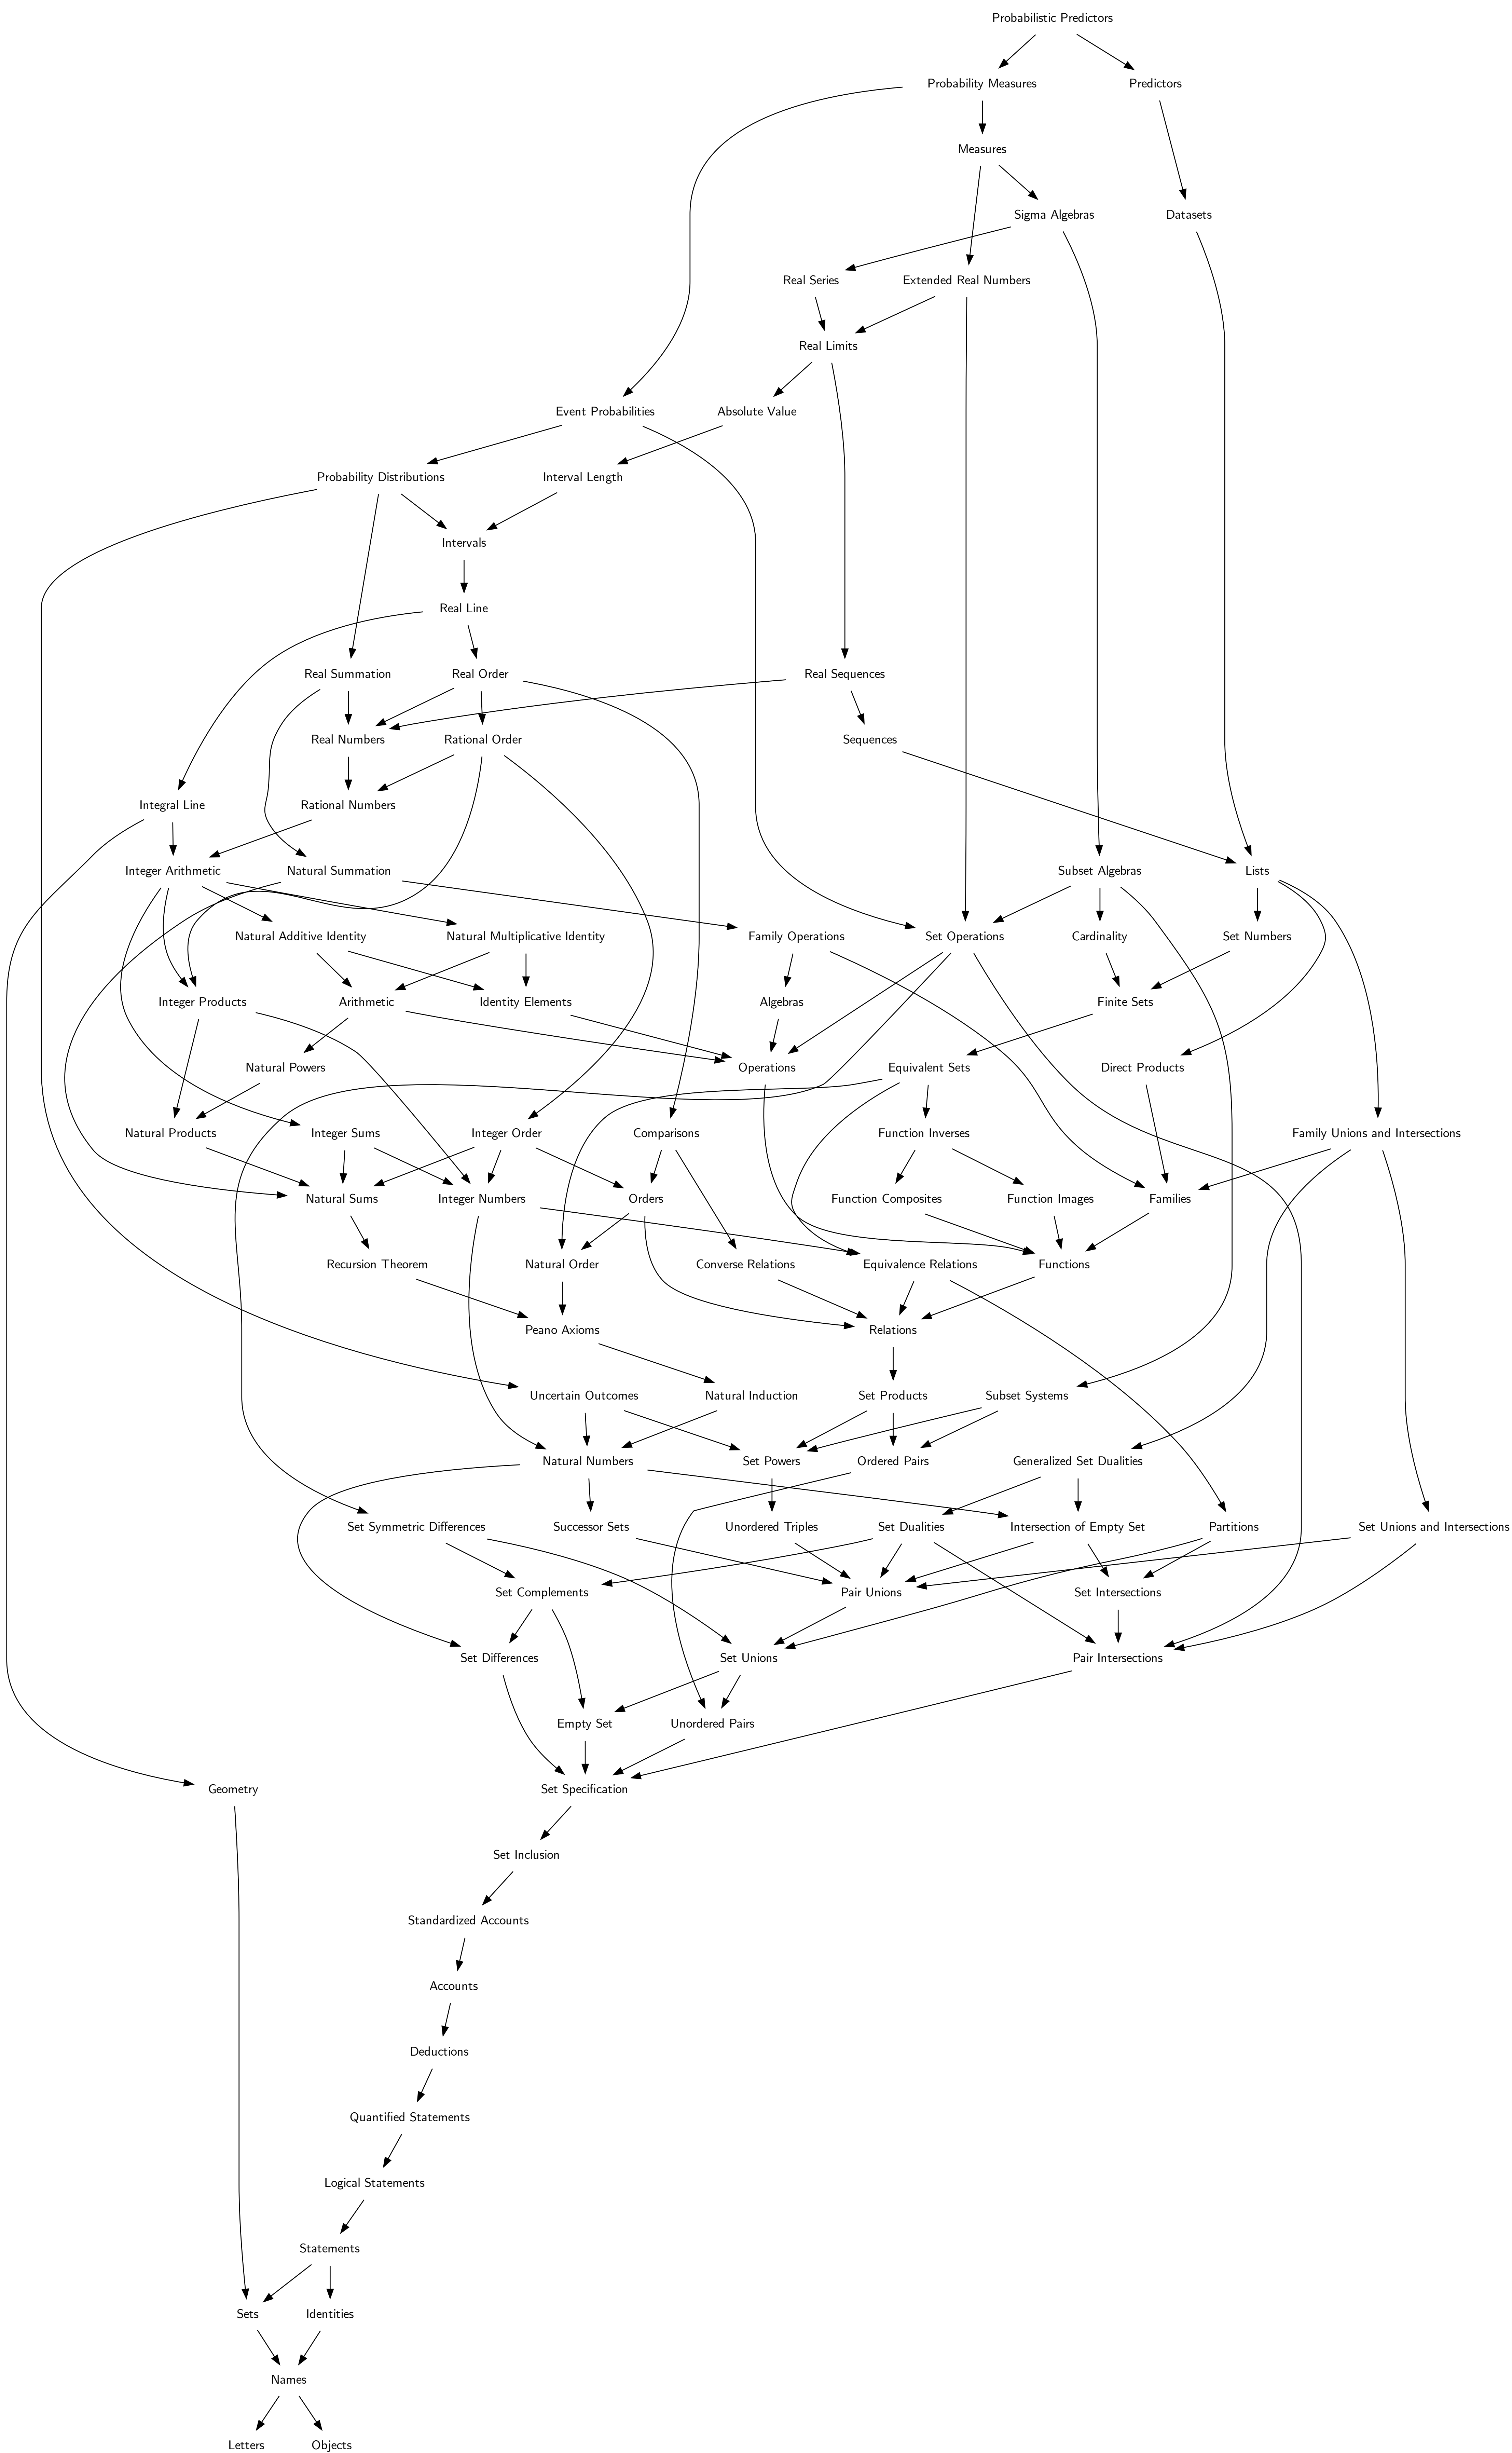 Probabilistic Predictors
Probability Measures
Predictors
Measures
Sigma Algebras
Datasets
Real Series
Extended Real Numbers
Real Limits
Event Probabilities
Absolute Value
Probability Distributions
Interval Length
Intervals
Real Line
Real Summation
Real Order
Real Sequences
Real Numbers
Rational Order
Sequences
Integral Line
Rational Numbers
Integer Arithmetic
Natural Summation
Subset Algebras
Lists
Natural Additive Identity
Natural Multiplicative Identity
Family Operations
Set Operations
Cardinality
Set Numbers
Integer Products
Arithmetic
Identity Elements
Algebras
Finite Sets
Natural Powers
Operations
Equivalent Sets
Direct Products
Natural Products
Integer Sums
Integer Order
Comparisons
Function Inverses
Family Unions and Intersections
Natural Sums
Integer Numbers
Orders
Function Composites
Function Images
Families
Recursion Theorem
Natural Order
Converse Relations
Equivalence Relations
Functions
Peano Axioms
Relations
Uncertain Outcomes
Natural Induction
Set Products
Subset Systems
Natural Numbers
Set Powers
Ordered Pairs
Generalized Set Dualities
Set Symmetric Differences
Successor Sets
Unordered Triples
Set Dualities
Intersection of Empty Set
Partitions
Set Unions and Intersections
Set Complements
Pair Unions
Set Intersections
Set Differences
Set Unions
Pair Intersections
Empty Set
Unordered Pairs
Geometry
Set Specification
Set Inclusion
Standardized Accounts
Accounts
Deductions
Quantified Statements
Logical Statements
Statements
Sets
Identities
Names
Letters
Objects